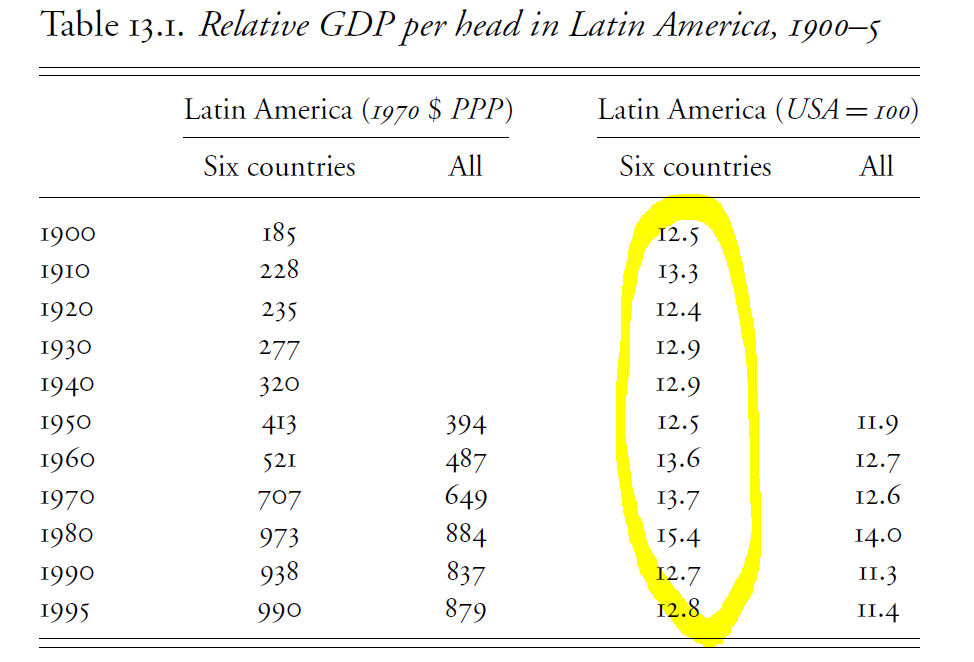 Table 13.1. Relative GDP per head in Latin America, 1900–5
Latin America (1970 $ PPP) Latin America (USA = 100)
Six countries All Six countries All
1900 185 12.5
1910 228 13.3
1920 235 12.4
1930 277 12.9
1940 320 12.9
1950 413 394 12.5 11.9
1960 521 487 13.6 12.7
1970 707 649 13.7 12.6
1980 973 884 15.4 14.0
1990 938 837 12.7 11.3
1995 990 879 12.8 11.4